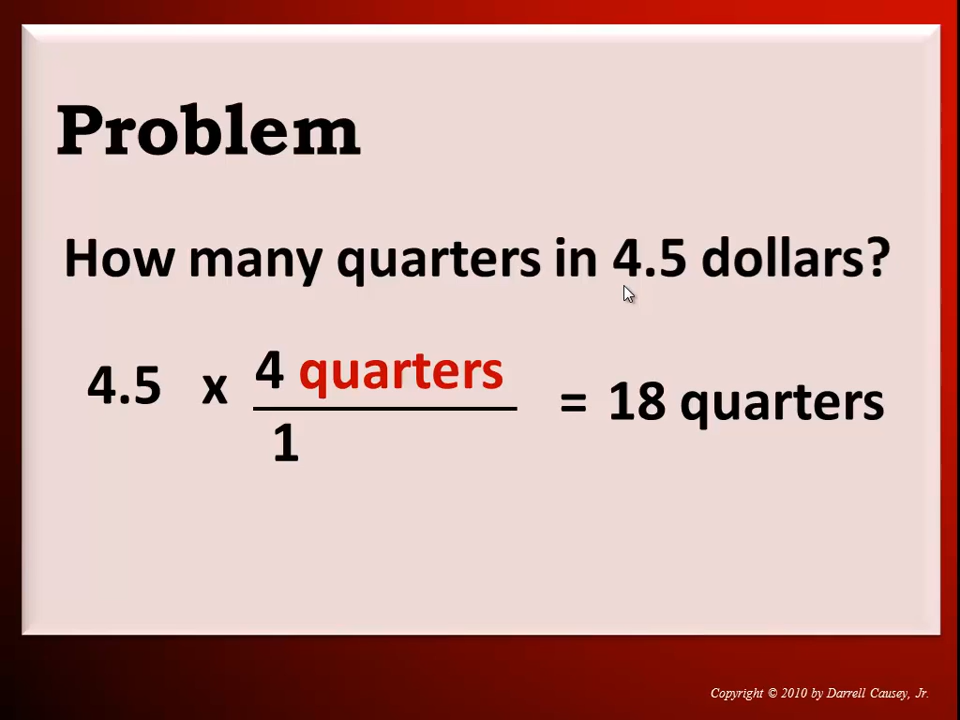 Problem
How many quarters in 4.5 dollars?
4.5 x 4 quarters = 18 quarters
1
Copyright © 2010 by Darrell Causey, Jr.